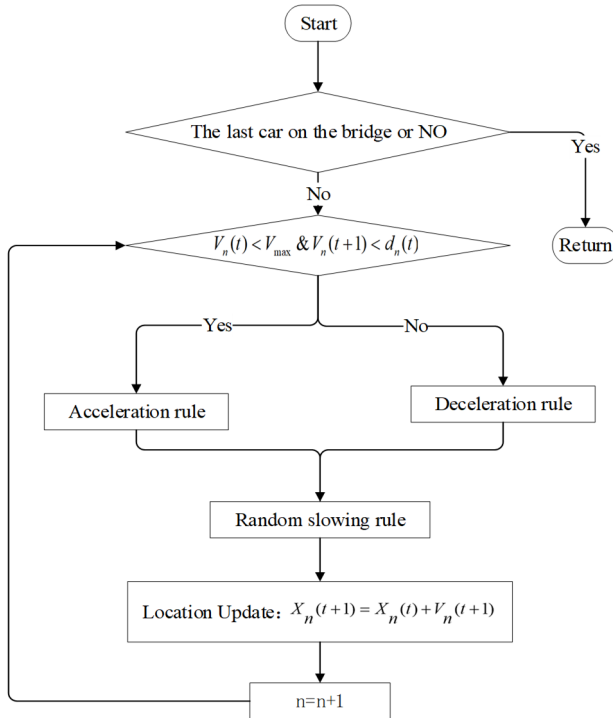 Start
The last car on the bridge or NO
Yes
No
Return
V_n(t)<V_max & V_n(t+1)<d_n(t)
Yes
No
Acceleration rule
Deceleration rule
Random slowing rule
Location Update: X_n(t+1)=X_n(t)+V_n(t+1)
n=n+1